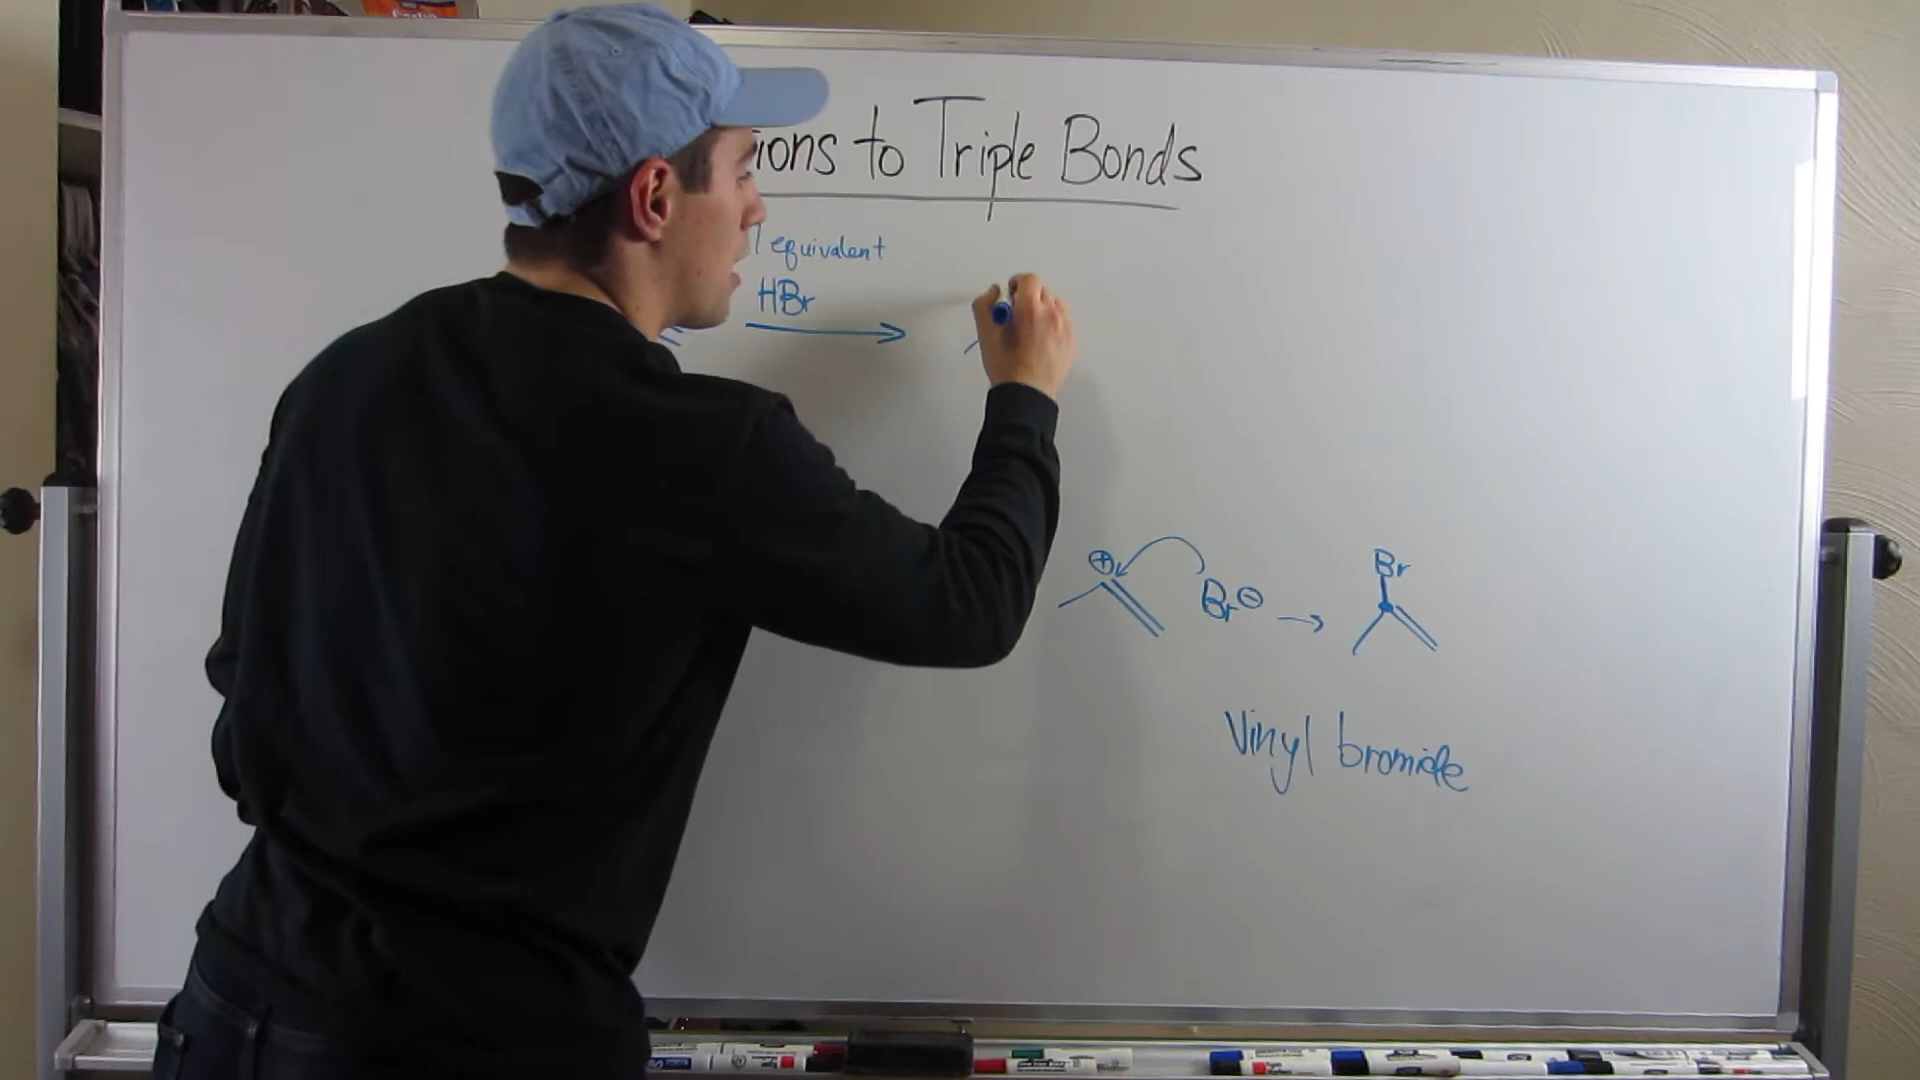 ions to Triple Bonds
1 equivalent
HBr
⊕
Br⊖
Br
Vinyl bromide